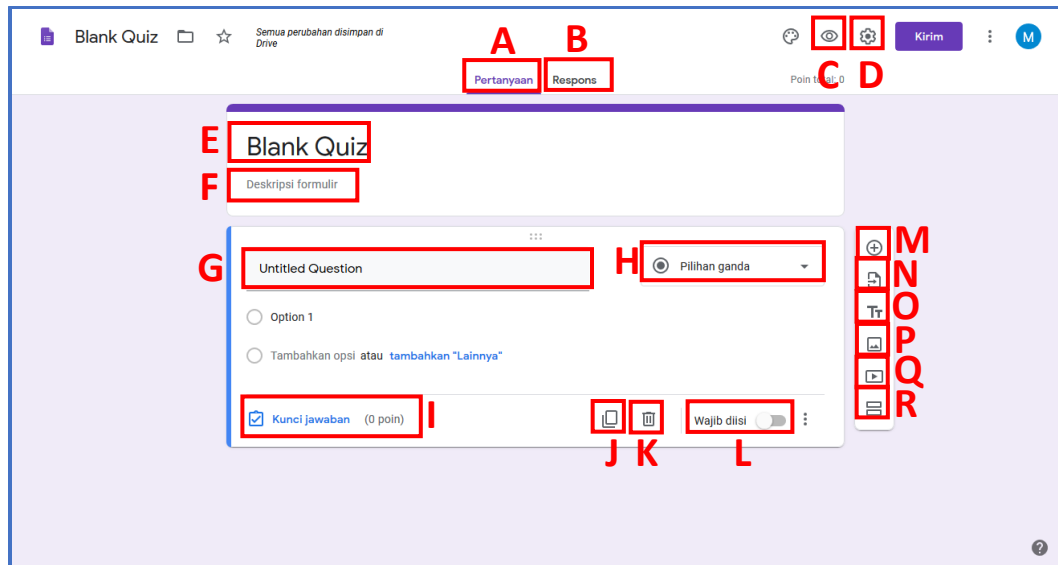 Blank Quiz
Semua perubahan disimpan di
Drive
Kirim
M
A
B
C
D
Pertanyaan
Respons
Poin total: 0
E
Blank Quiz
F
Deskripsi formulir
G
Untitled Question
H
Pilihan ganda
Option 1
Tambahkan opsi atau tambahkan "Lainnya"
Kunci jawaban (0 poin)
I
J
K
Wajib diisi
L
M
N
Tт O
P
Q
R